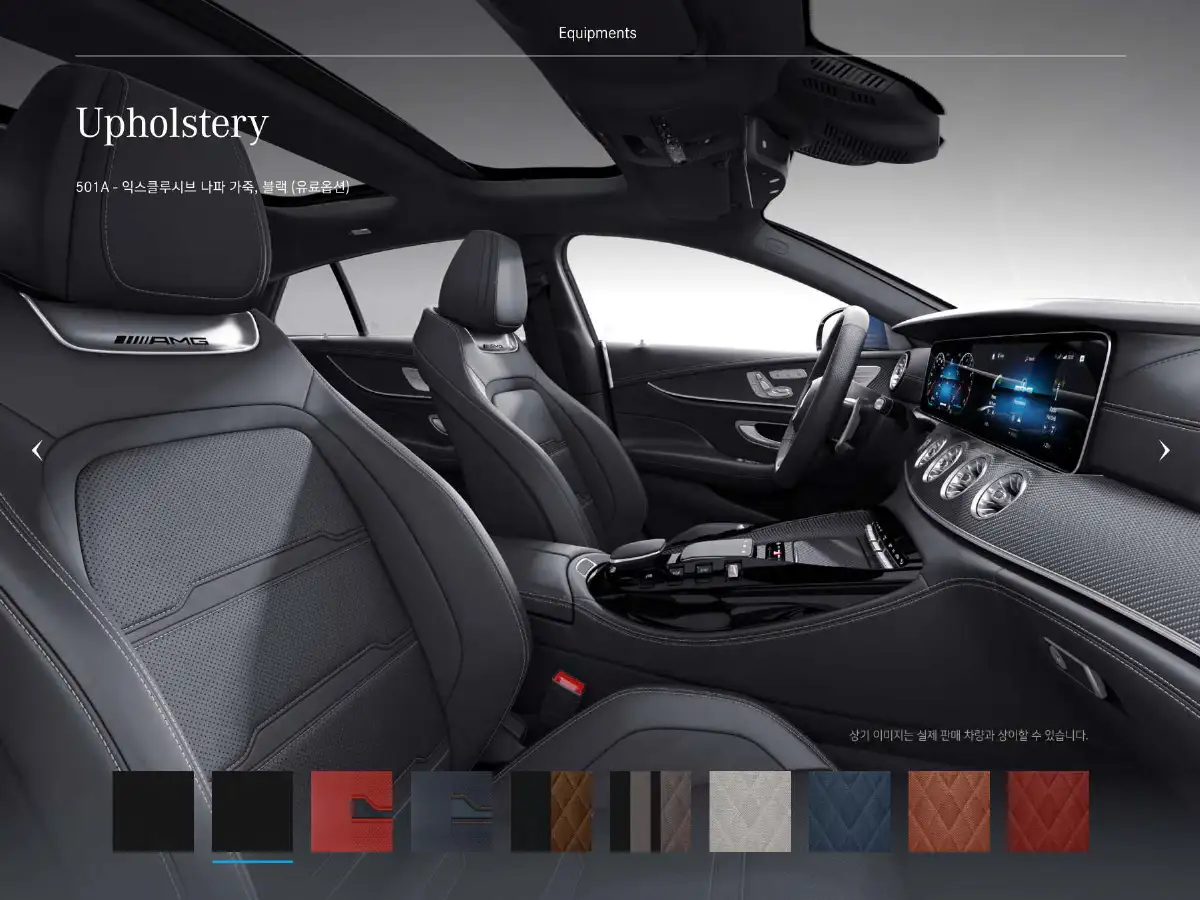 Equipments
Upholstery
501A - 익스클루시브 나파 가죽, 블랙 (유료옵션)
AMG
상기 이미지는 실제 판매 차량과 상이할 수 있습니다.